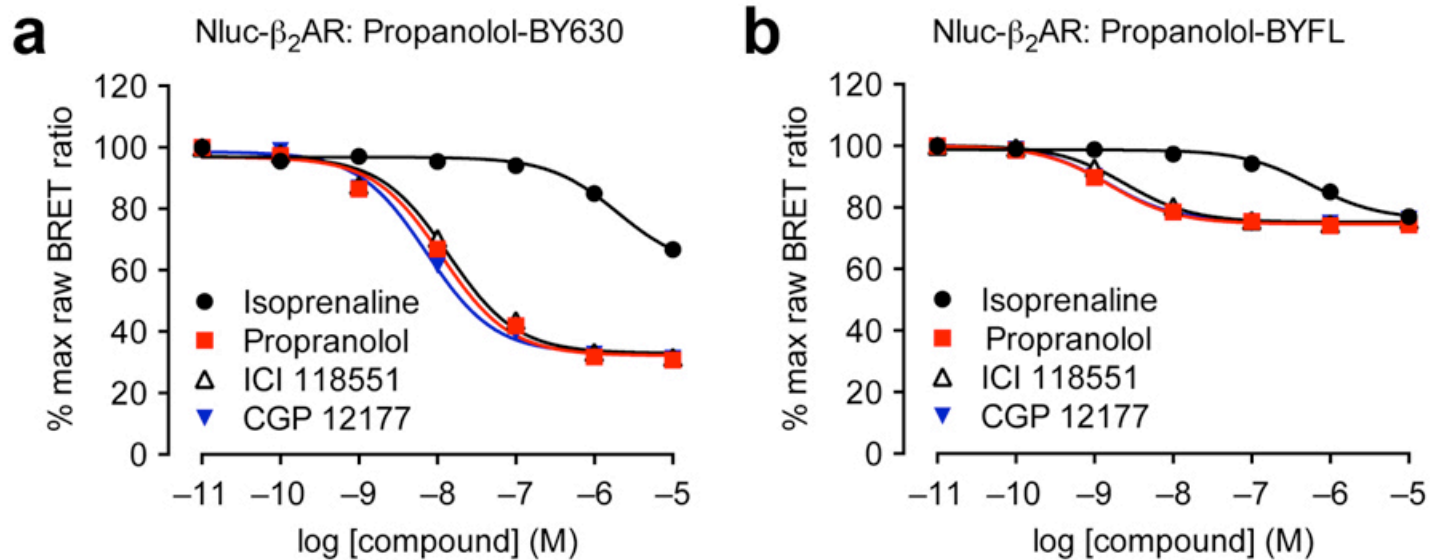 a
Nluc-β₂AR: Propanolol-BY630
% max raw BRET ratio
120
100
80
60
40
20
0
Isoprenaline
Propranolol
ICI 118551
CGP 12177
–11 –10 –9 –8 –7 –6 –5
log [compound] (M)
b
Nluc-β₂AR: Propanolol-BYFL
% max raw BRET ratio
120
100
80
60
40
20
0
Isoprenaline
Propranolol
ICI 118551
CGP 12177
–11 –10 –9 –8 –7 –6 –5
log [compound] (M)